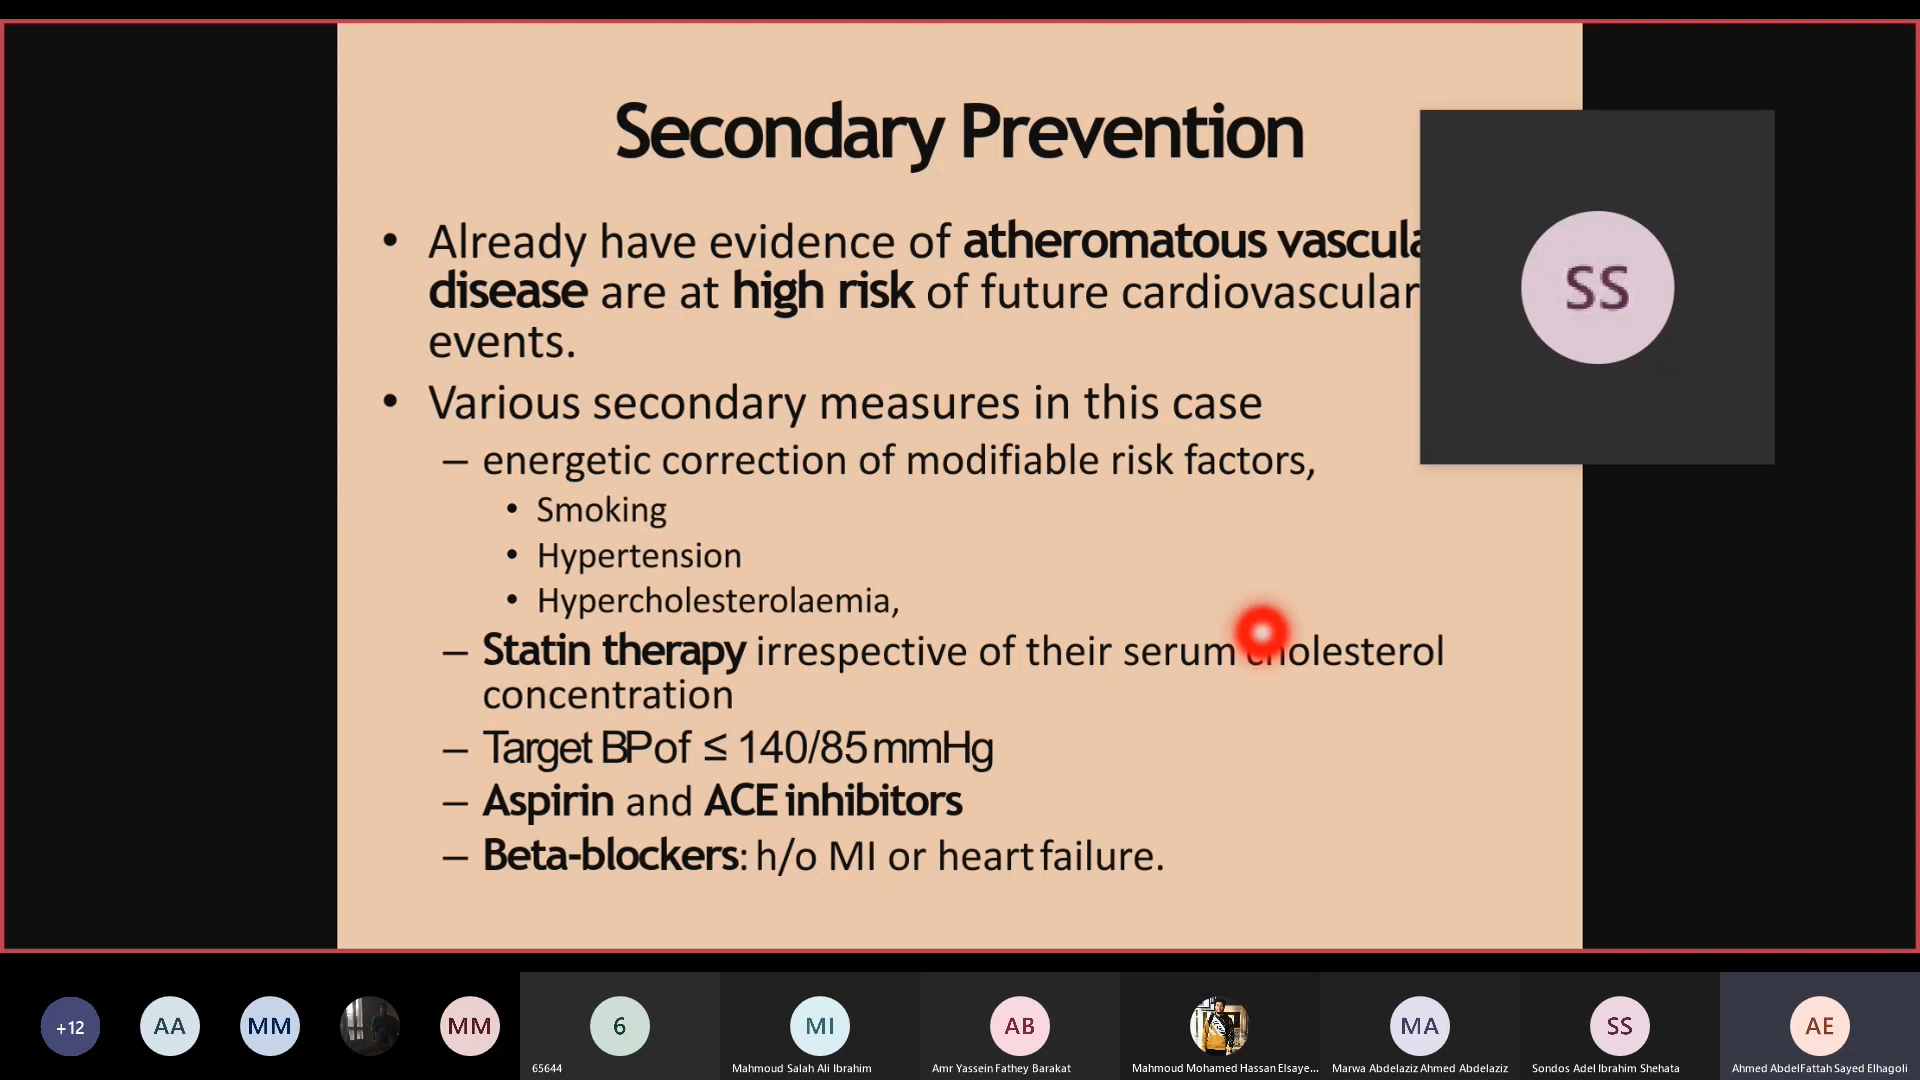 Secondary Prevention
• Already have evidence of atheromatous vascula
disease are at high risk of future cardiovascular
events.
• Various secondary measures in this case
– energetic correction of modifiable risk factors,
• Smoking
• Hypertension
• Hypercholesterolaemia,
– Statin therapy irrespective of their serum cholesterol
concentration
– Target BP of ≤ 140/85 mmHg
– Aspirin and ACE inhibitors
– Beta-blockers: h/o MI or heart failure.
SS
+12 AA MM MM 6 MI AB MA SS AE
65644 Mahmoud Salah Ali Ibrahim Amr Yassein Fathey Barakat Mahmoud Mohamed Hassan Elsaye... Marwa Abdelaziz Ahmed Abdelaziz Sondos Adel Ibrahim Shehata Ahmed AbdelFattah Sayed Elhagoli